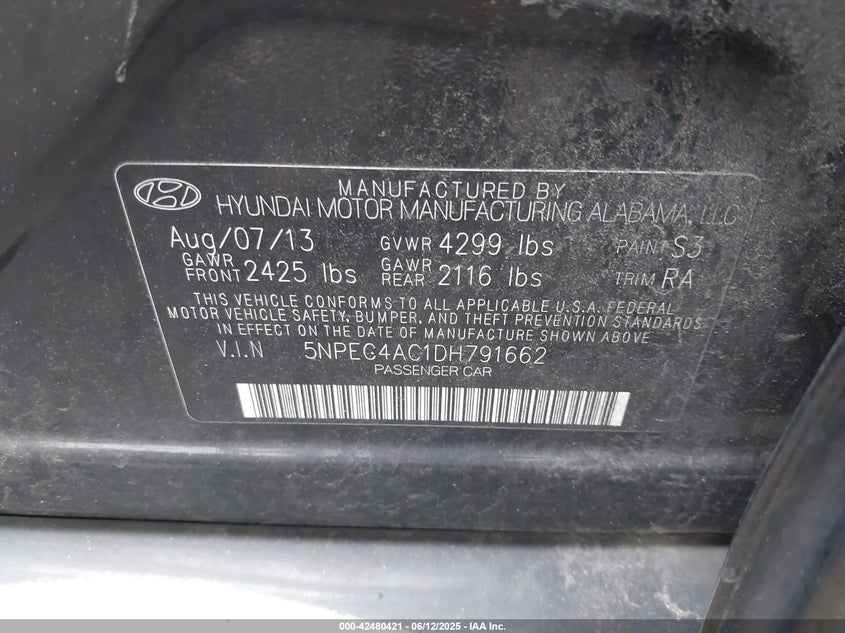 MANUFACTURED BY
HYUNDAI MOTOR MANUFACTURING ALABAMA, LLC
Aug/07/13 GVWR 4299 lbs PAINT S3
GAWR FRONT 2425 lbs GAWR REAR 2116 lbs TRIM RA
THIS VEHICLE CONFORMS TO ALL APPLICABLE U.S.A. FEDERAL
MOTOR VEHICLE SAFETY, BUMPER, AND THEFT PREVENTION STANDARDS
IN EFFECT ON THE DATE OF MANUFACTURE SHOWN ABOVE
V.I.N 5NPEC4AC1DH791662
PASSENGER CAR
000-42480421 - 06/12/2025 - IAA Inc.